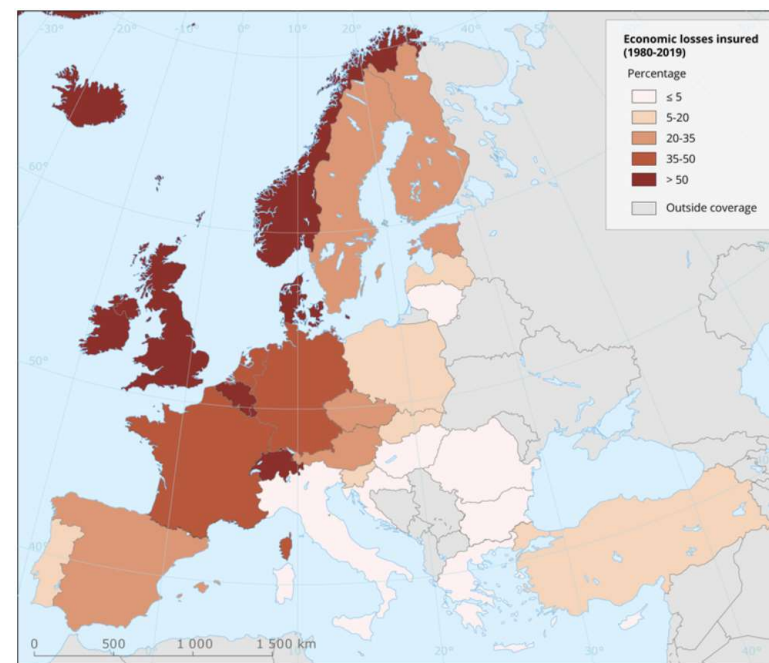 -30° -20° -10° 0° 10° 20° 30° 40° 50°
Economic losses insured
(1980-2019)
Percentage
≤ 5
5-20
20-35
35-50
> 50
Outside coverage
60°
50°
40°
0 500 1 000 1 500 km
10° 20° 30° 40°